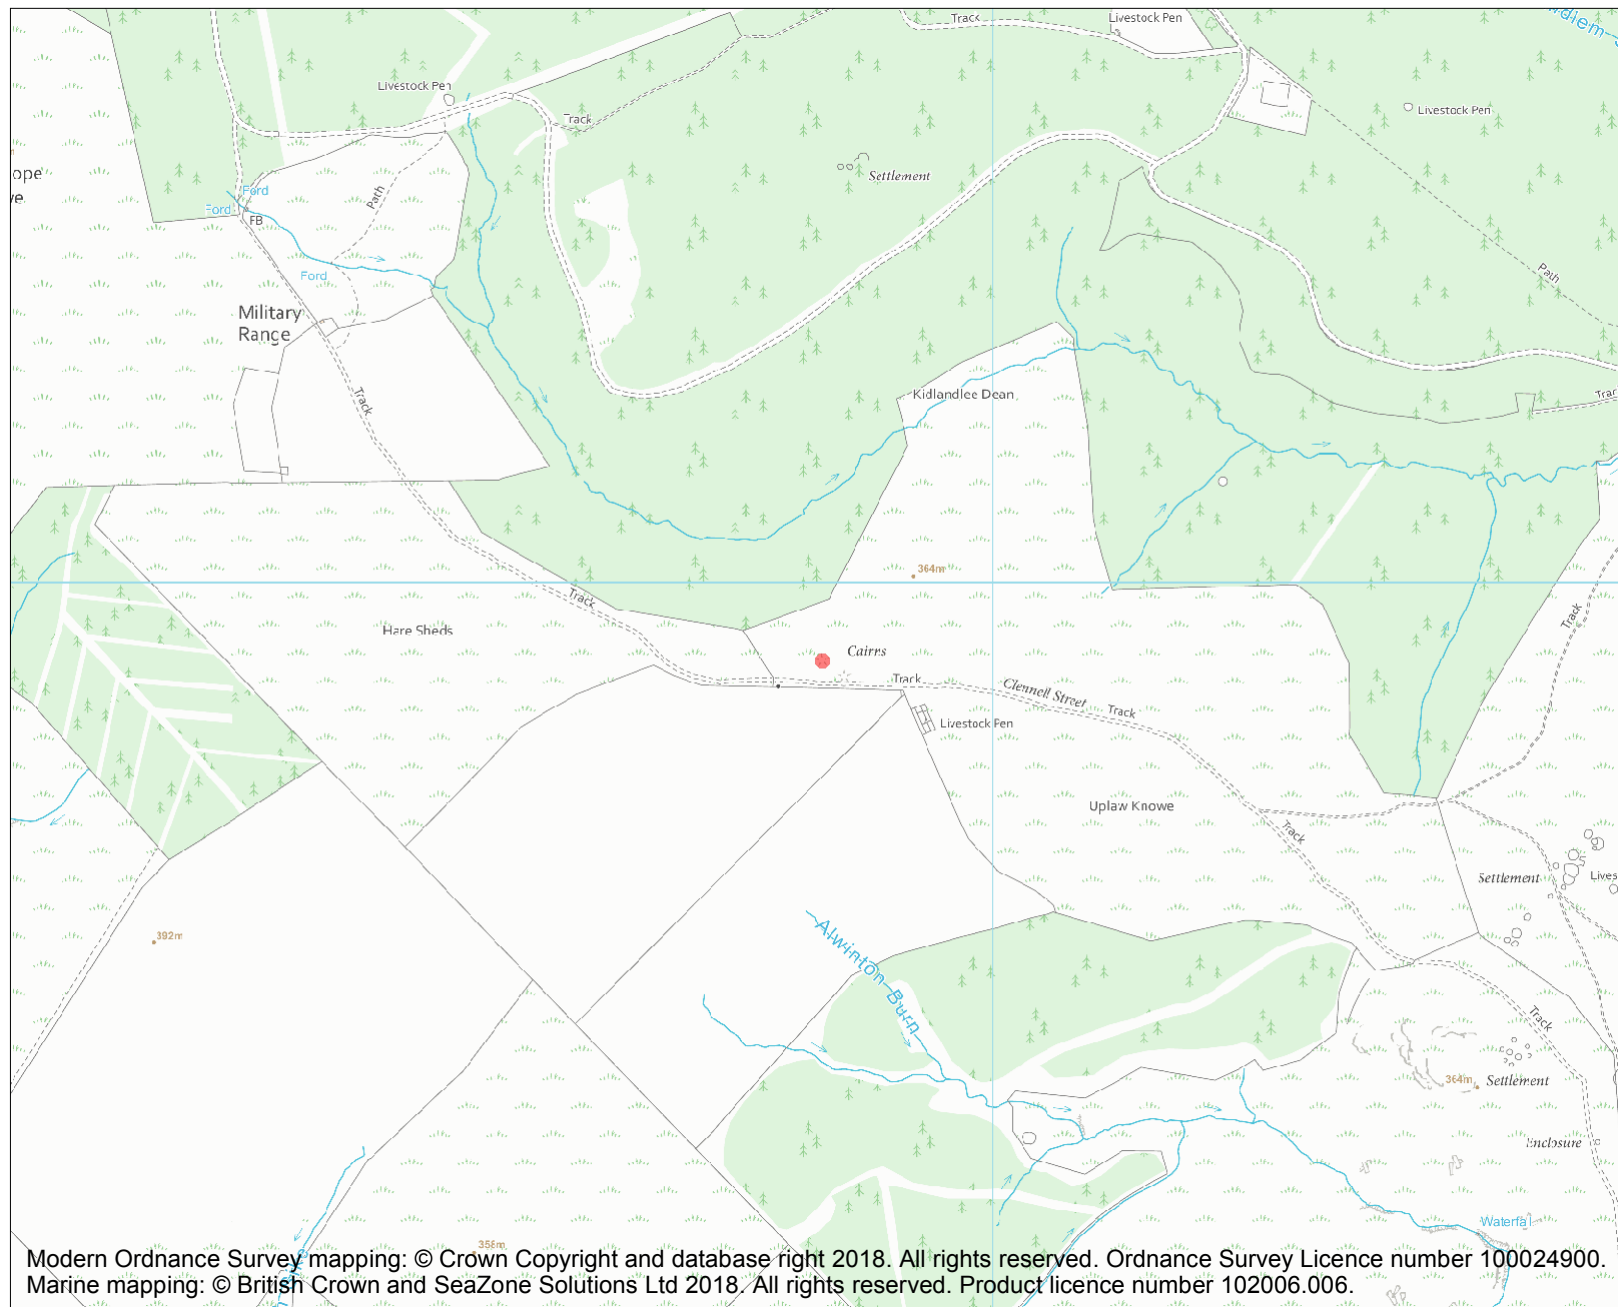 Track
Livestock Pen
Livestock Pen
Livestock Pen
Track
ope
Settlement
Ford
Path
Ford
FB
Ford
Path
Military
Range
Track
Kidlandlee Dean
364m
Track
Hare Sheds
Track
Cairns
Track
Clennell Street
Track
Livestock Pen
Uplaw Knowe
Track
Settlement
Lives
392m
Alwinton Burn
Track
364m
Settlement
Enclosure
Waterfal
358m
Modern Ordnance Survey mapping: © Crown Copyright and database right 2018. All rights reserved. Ordnance Survey Licence number 100024900.
Marine mapping: © British Crown and SeaZone Solutions Ltd 2018. All rights reserved. Product licence number 102006.006.